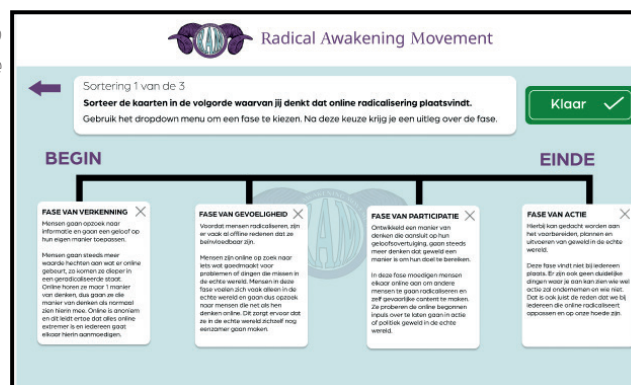 RAM
Radical Awakening Movement
Sortering 1 van de 3
Sorteer de kaarten in de volgorde waarvan jij denkt dat online radicalisering plaatsvindt.
Gebruik het dropdown menu om een fase te kiezen. Na deze keuze krijg je een uitleg over de fase.
Klaar
BEGIN
EINDE
FASE VAN VERKENNING
Mensen gaan opzoek naar
informatie en gaan een geloof op
hun eigen manier toepassen.
Mensen gaan steeds meer
waarde hechten aan wat er online
gebeurt, zo komen ze dieper in
een geradicaliseerde staat.
Online horen ze maar 1 manier
van denken, dus gaan ze die
manier van denken als normaal
zien hierin mee. Online is anoniem
en dit leidt ertoe dat alles online
extremer is en iedereen gaat
elkaar hierin aanmoedigen.
FASE VAN GEVOELIGHEID
Voordat mensen radicaliseren, zijn
er vaak al offline redenen dat ze
beïnvloedbaar zijn.
Mensen zijn online op zoek naar
iets wat goedmaakt voor
problemen of dingen die missen in
de echte wereld. Mensen in deze
fase voelen zich vaak alleen in de
echte wereld en gaan dus opzoek
naar mensen die net als hen
denken online. Dit zorgt ervoor dat
ze in de echte wereld zichzelf nog
eenzamer gaan maken.
FASE VAN PARTICIPATIE
Ontwikkeld een manier van
denken die aansluit op hun
geloofsovertuiging, gaan steeds
meer denken dat geweld een
manier is om hun doel te bereiken.
In deze fase moedigen mensen
elkaar online aan om andere
mensen te gaan radicaliseren en
zelf gevaarlijke content te maken.
Ze proberen de online begonnen
inpuls over te laten gaan in actie
of politiek geweld in de echte
wereld.
FASE VAN ACTIE
Hierbij kan gedacht worden aan
het voorbereiden, plannen en
uitvoeren van geweld in de echte
wereld.
Deze fase vindt niet bij iedereen
plaats. Er zijn ook geen duidelijke
dingen waar je aan kan zien wie wel
actie zal ondernemen en wie niet.
Dat is ook juist de reden dat we bij
iedereen die online radicaliseert
oppassen en op onze hoede zijn.